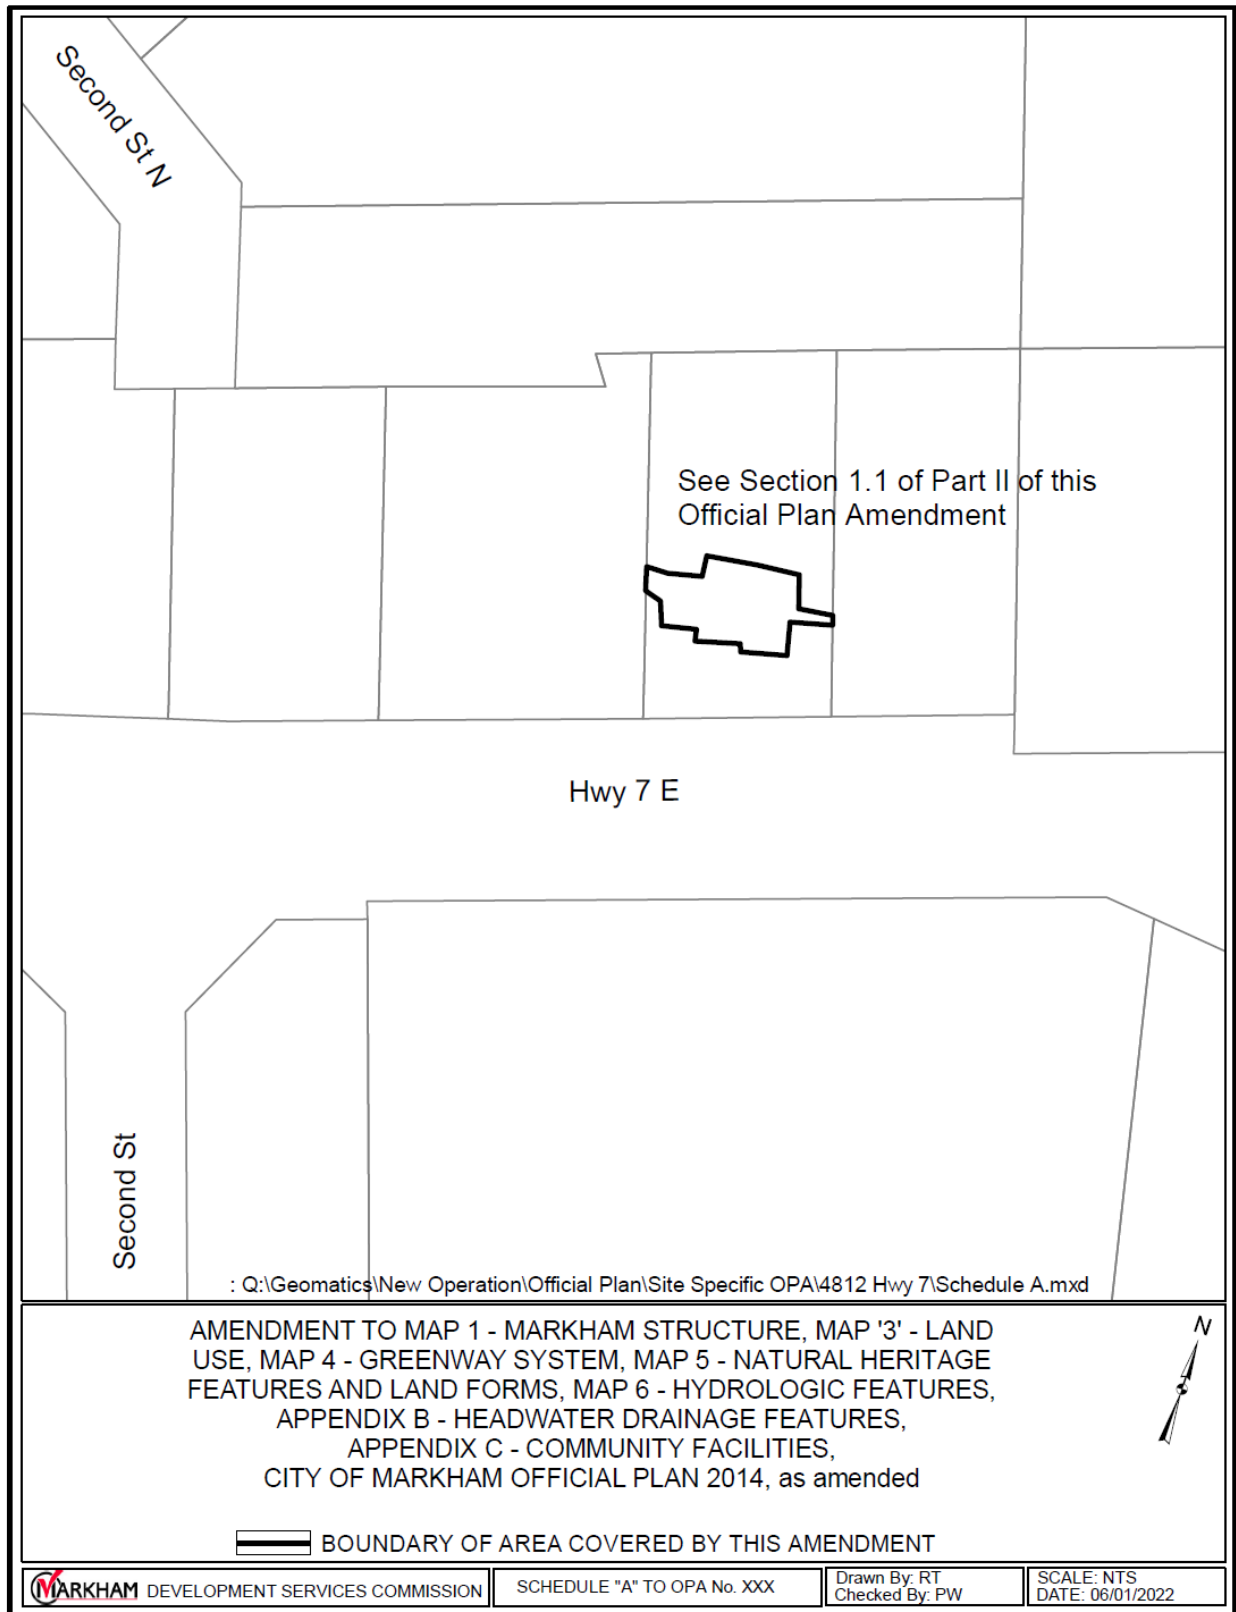 Second St N
See Section 1.1 of Part II of this
Official Plan Amendment
Hwy 7 E
Second St
: Q:\Geomatics\New Operation\Official Plan\Site Specific OPA\4812 Hwy 7\Schedule A.mxd
AMENDMENT TO MAP 1 - MARKHAM STRUCTURE, MAP '3' - LAND
USE, MAP 4 - GREENWAY SYSTEM, MAP 5 - NATURAL HERITAGE
FEATURES AND LAND FORMS, MAP 6 - HYDROLOGIC FEATURES,
APPENDIX B - HEADWATER DRAINAGE FEATURES,
APPENDIX C - COMMUNITY FACILITIES,
CITY OF MARKHAM OFFICIAL PLAN 2014, as amended
N
BOUNDARY OF AREA COVERED BY THIS AMENDMENT
MARKHAM DEVELOPMENT SERVICES COMMISSION
SCHEDULE "A" TO OPA No. XXX
Drawn By: RT
Checked By: PW
SCALE: NTS
DATE: 06/01/2022